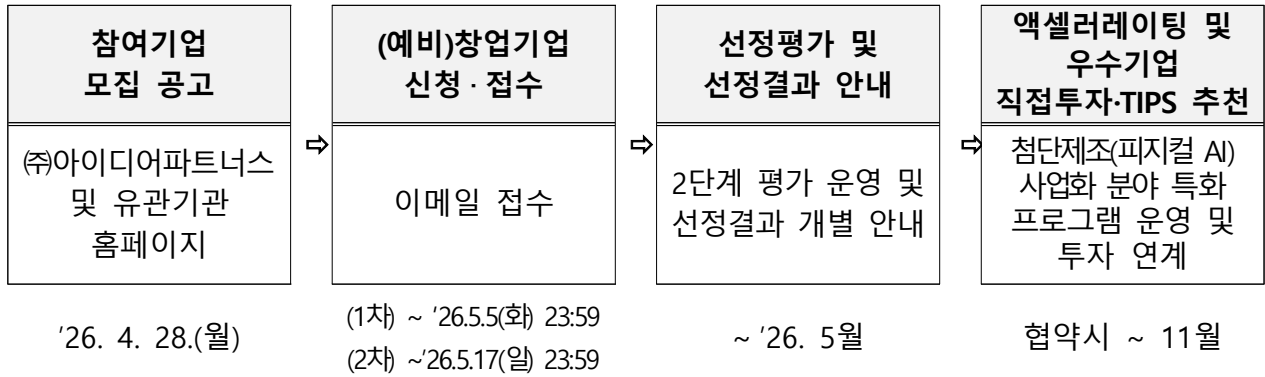 참여기업
모집 공고
(예비)창업기업
신청·접수
선정평가 및
선정결과 안내
액셀러레이팅 및
우수기업
직접투자·TIPS 추천
㈜아이디어파트너스
및 유관기관
홈페이지
⇨
이메일 접수
⇨
2단계 평가 운영 및
선정결과 개별 안내
⇨
첨단제조(피지컬 AI)
사업화 분야 특화
프로그램 운영 및
투자 연계
'26. 4. 28.(월)
(1차) ~ '26.5.5(화) 23:59
(2차) ~'26.5.17(일) 23:59
~ '26. 5월
협약시 ~ 11월